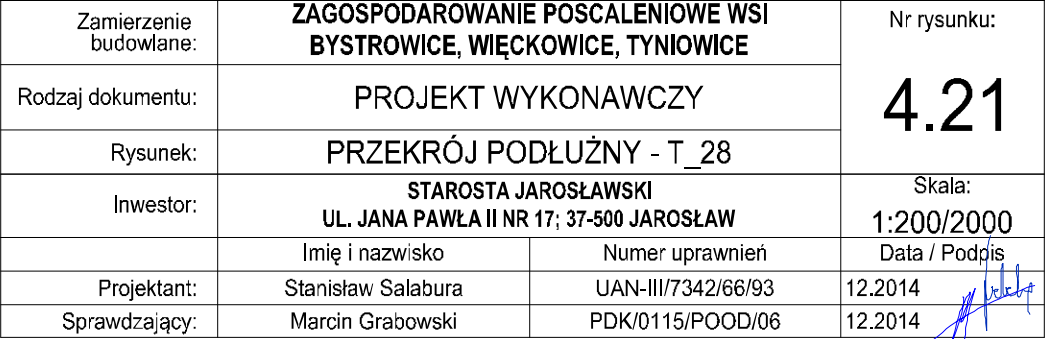 Zamierzenie
budowlane:
ZAGOSPODAROWANIE POSCALENIOWE WSI
BYSTROWICE, WIĘCKOWICE, TYNIOWICE
Nr rysunku:
4.21
Rodzaj dokumentu:
PROJEKT WYKONAWCZY
Rysunek:
PRZEKRÓJ PODŁUŻNY - T_28
Inwestor:
STAROSTA JAROSŁAWSKI
UL. JANA PAWŁA II NR 17; 37-500 JAROSŁAW
Skala:
1:200/2000
Imię i nazwisko
Numer uprawnień
Data / Podpis
Projektant:
Stanisław Salabura
UAN-III/7342/66/93
12.2014
Sprawdzający:
Marcin Grabowski
PDK/0115/POOD/06
12.2014